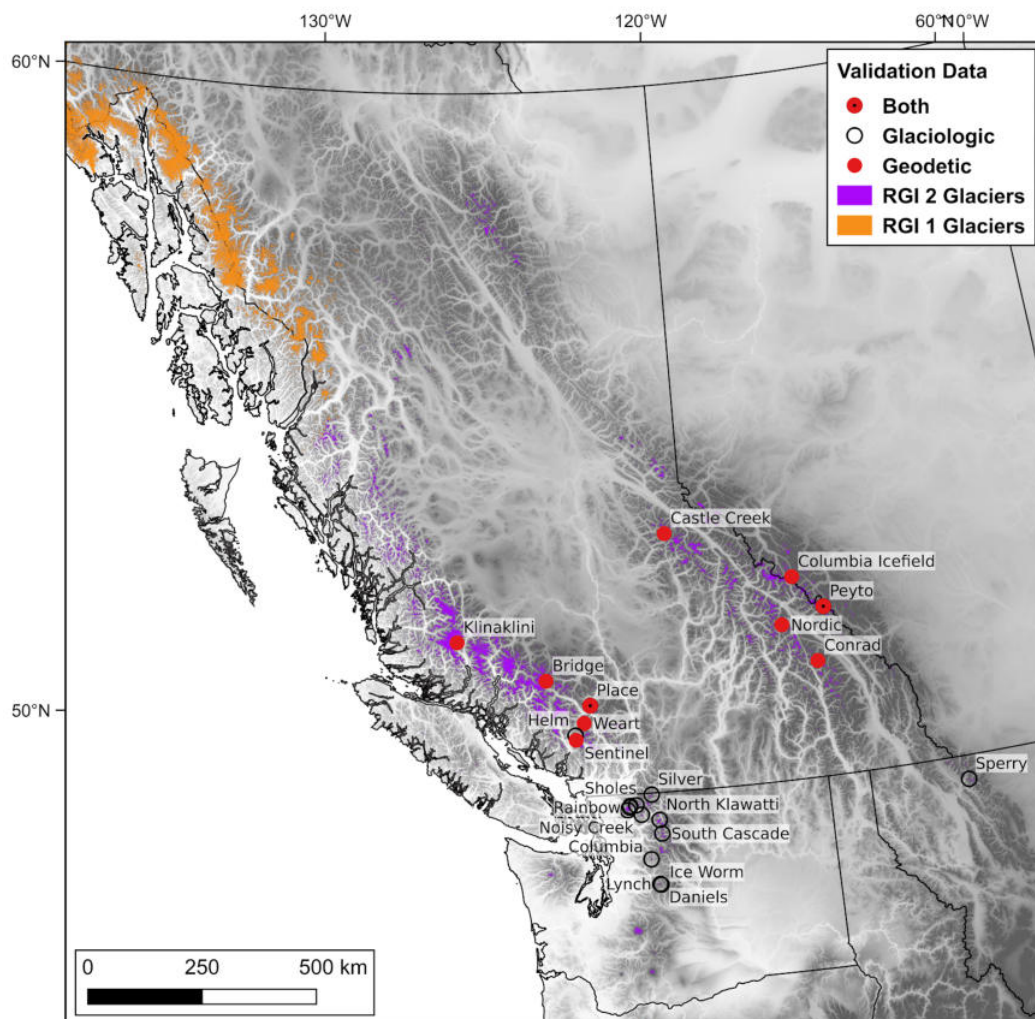 130°W
120°W
60°N
110°W
60°N
Validation Data
Both
Glaciologic
Geodetic
RGI 2 Glaciers
RGI 1 Glaciers
Castle Creek
Columbia Icefield
Peyto
Nordic
Conrad
Klinaklini
Bridge
Place
Helm
Weart
Sentinel
50°N
Sperry
Silver
Sholes
Rainbow
North Klawatti
Noisy Creek
South Cascade
Columbia
Ice Worm
Lynch
Daniels
0 250 500 km